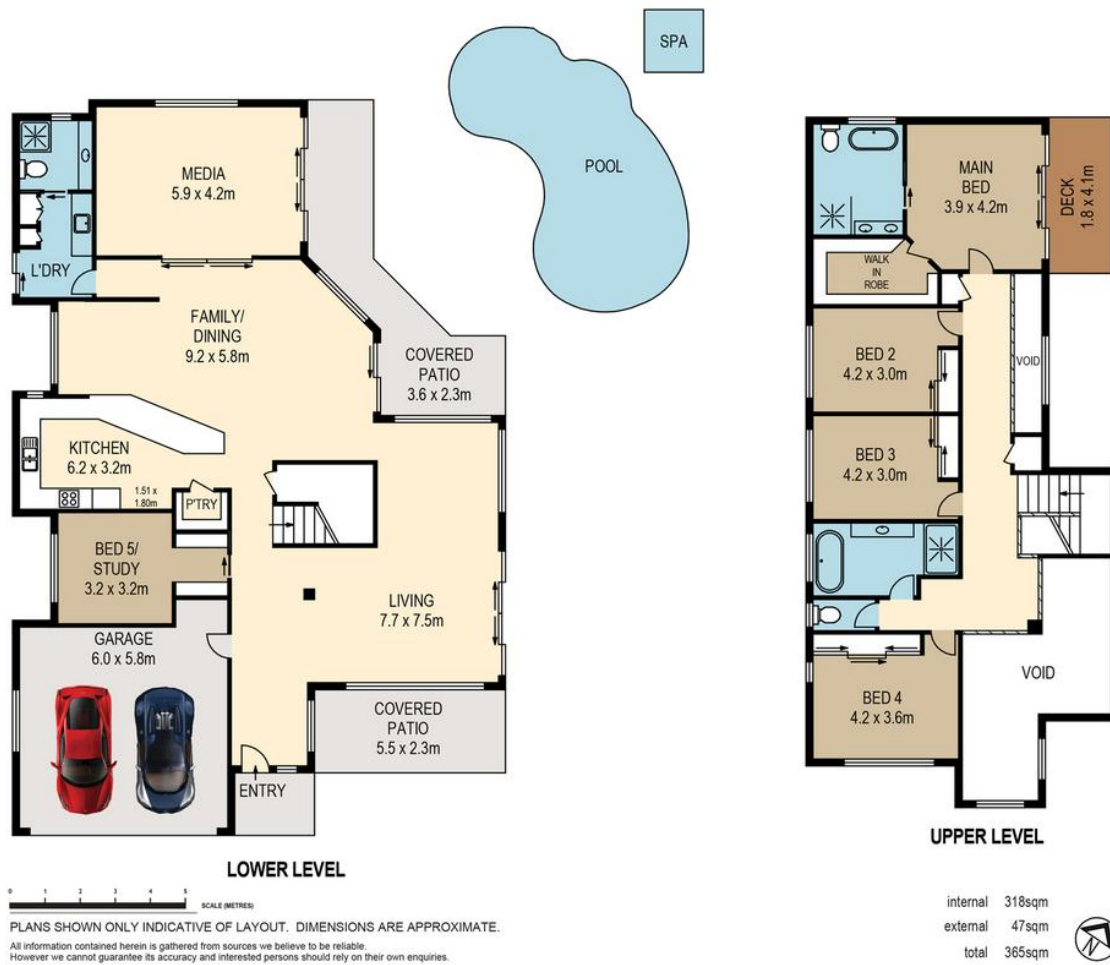 SPA
POOL
MEDIA
5.9 x 4.2m
L'DRY
FAMILY/
DINING
9.2 x 5.8m
COVERED
PATIO
3.6 x 2.3m
KITCHEN
6.2 x 3.2m
1.51 x
1.80m
P'TRY
BED 5/
STUDY
3.2 x 3.2m
LIVING
7.7 x 7.5m
GARAGE
6.0 x 5.8m
COVERED
PATIO
5.5 x 2.3m
ENTRY
LOWER LEVEL
MAIN
BED
3.9 x 4.2m
DECK
1.8 x 4.1m
WALK
IN
ROBE
BED 2
4.2 x 3.0m
VOID
BED 3
4.2 x 3.0m
VOID
BED 4
4.2 x 3.6m
UPPER LEVEL
0 1 2 3 4 5
SCALE (METRES)
PLANS SHOWN ONLY INDICATIVE OF LAYOUT. DIMENSIONS ARE APPROXIMATE.
All information contained herein is gathered from sources we believe to be reliable.
However we cannot guarantee its accuracy and interested persons should rely on their own enquiries.
internal 318sqm
external 47sqm
total 365sqm